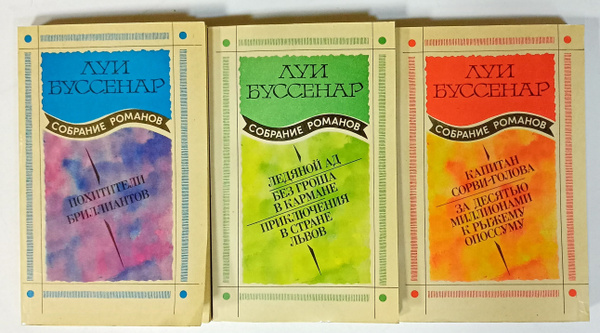 ЛУИ
БУССЕНАР
СОБРАНИЕ РОМАНОВ
ПОХИТИТЕЛИ
БРИЛЛИАНТОВ
ЛУИ
БУССЕНАР
СОБРАНИЕ РОМАНОВ
ЛЕДЯНОЙ АД
БЕЗ ГРОША
В КАРМАНЕ
ПРИКЛЮЧЕНИЯ
В СТРАНЕ
ЛЬВОВ
ЛУИ
БУССЕНАР
СОБРАНИЕ РОМАНОВ
КАПИТАН
СОРВИ-ГОЛОВА
ЗА ДЕСЯТЬЮ
МИЛЛИОНАМИ
К РЫЖЕМУ
ОПОССУМУ